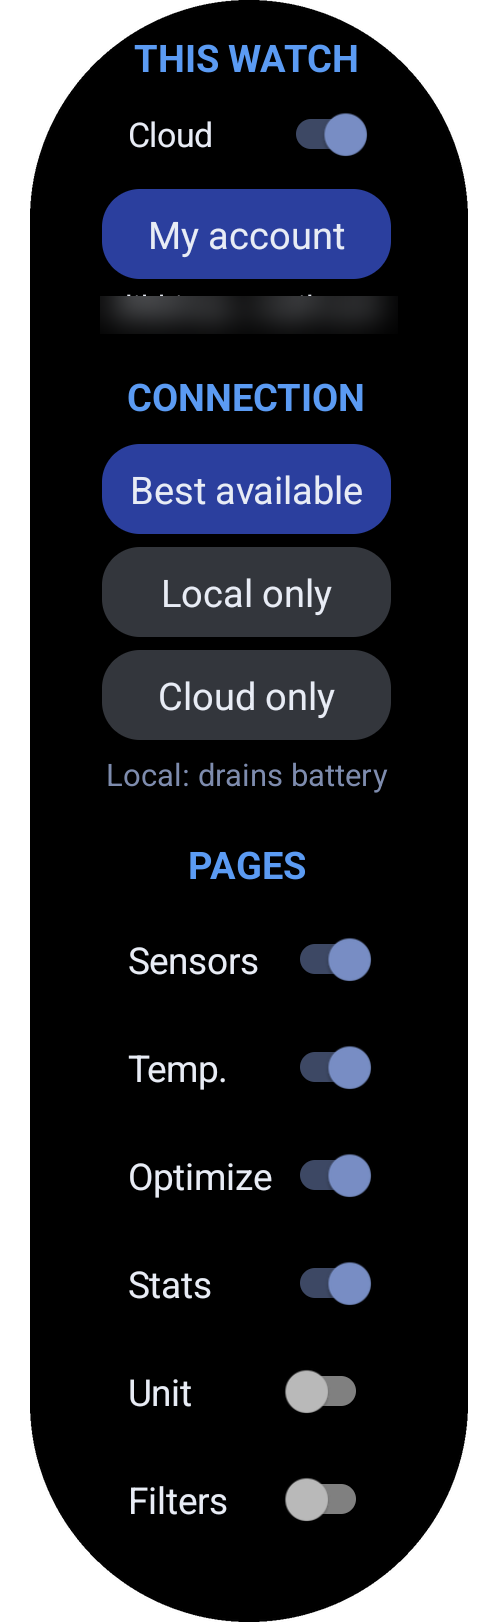 THIS WATCH
Cloud
My account
CONNECTION
Best available
Local only
Cloud only
Local: drains battery
PAGES
Sensors
Temp.
Optimize
Stats
Unit
Filters